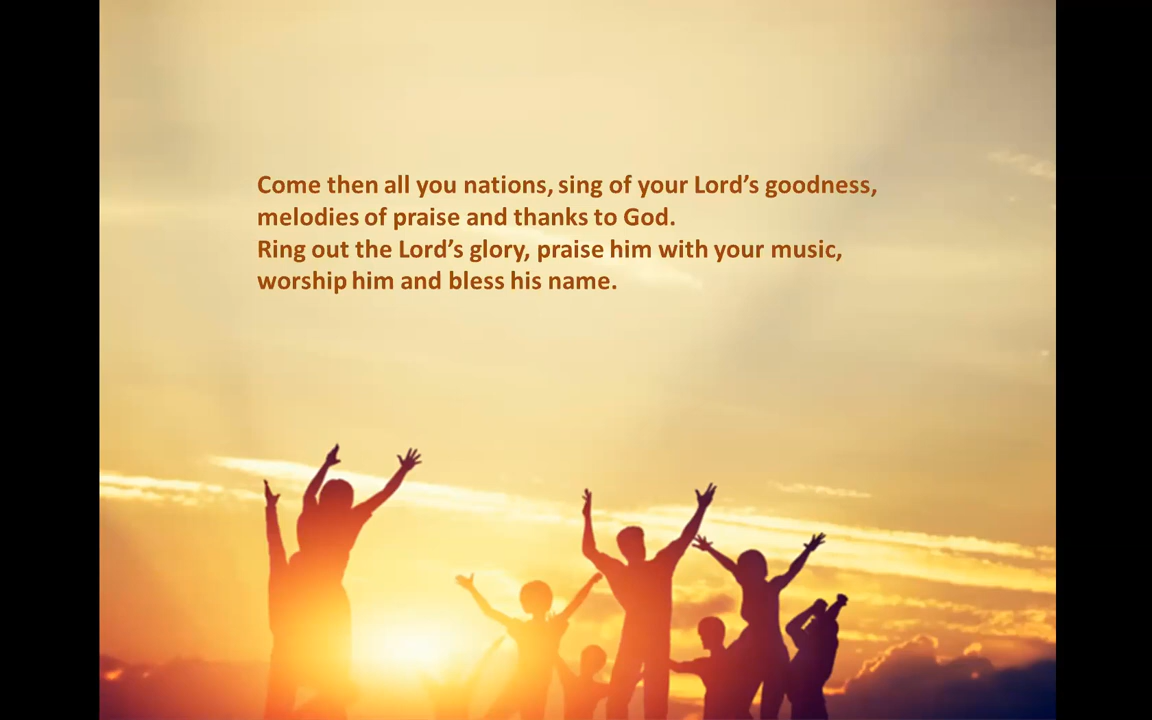 Come then all you nations, sing of your Lord’s goodness,
melodies of praise and thanks to God.
Ring out the Lord’s glory, praise him with your music,
worship him and bless his name.